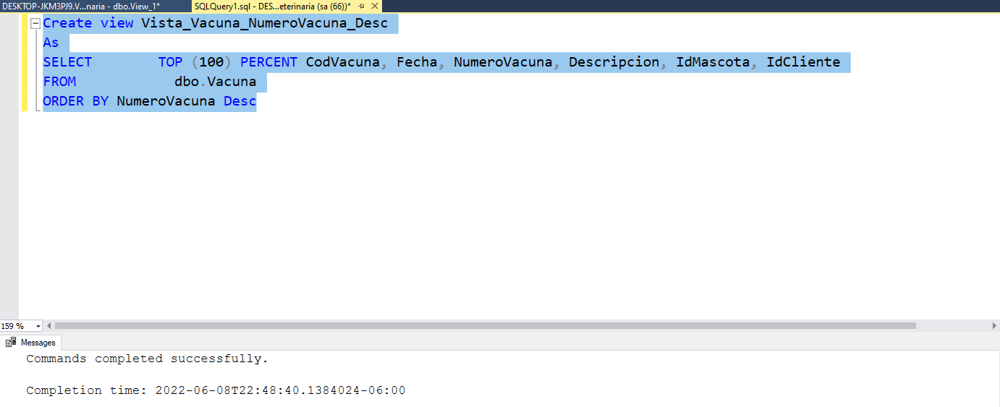 DESKTOP-JKM3PJ9.V...naria - dbo.View_1*
SQLQuery1.sql - DES...eterinaria (sa (66))*
Create view Vista_Vacuna_NumeroVacuna_Desc
As
SELECT TOP (100) PERCENT CodVacuna, Fecha, NumeroVacuna, Descripcion, IdMascota, IdCliente
FROM dbo.Vacuna
ORDER BY NumeroVacuna Desc
159 %
Messages
Commands completed successfully.
Completion time: 2022-06-08T22:48:40.1384024-06:00